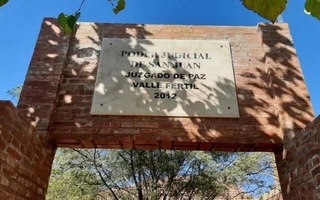 PODER JUDICIAL
DE SAN JUAN
JUZGADO DE PAZ
VALLE FERTIL
2012